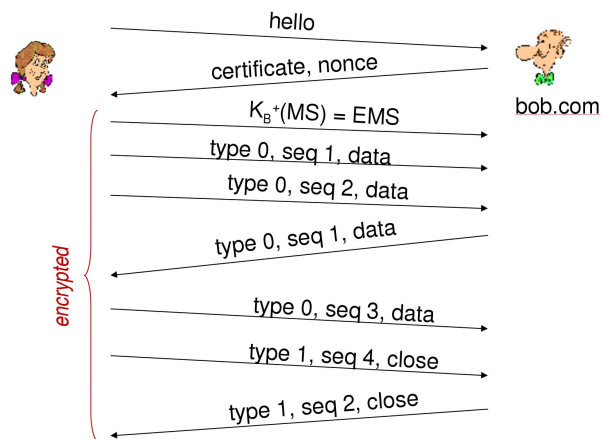 hello
certificate, nonce
bob.com
K_B⁺(MS) = EMS
type 0, seq 1, data
type 0, seq 2, data
type 0, seq 1, data
encrypted
type 0, seq 3, data
type 1, seq 4, close
type 1, seq 2, close